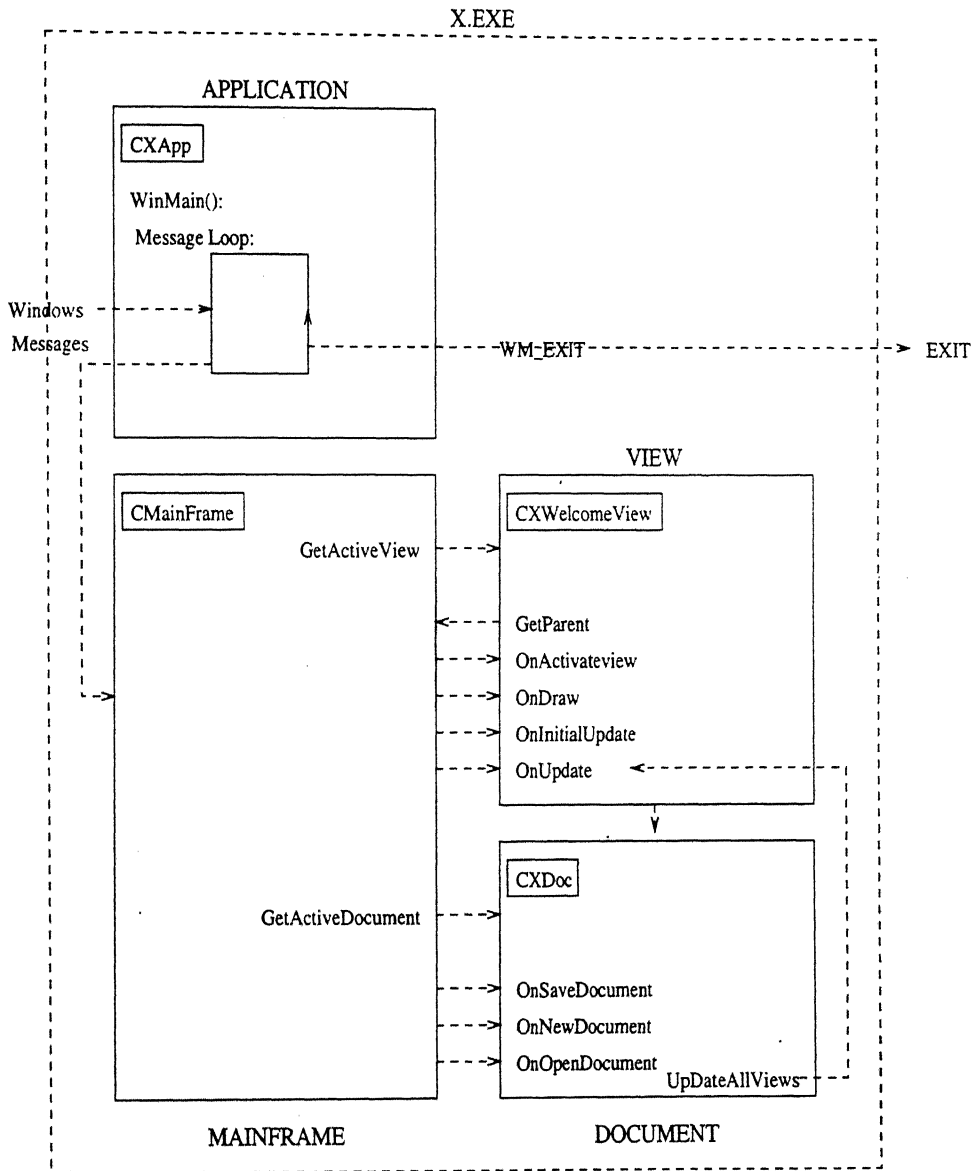 X.EXE
APPLICATION
CXApp
WinMain():
Message Loop:
Windows
Messages
WM_EXIT
EXIT
VIEW
CMainFrame
CXWelcomeView
GetActiveView
GetParent
OnActivateview
OnDraw
OnInitialUpdate
OnUpdate
CXDoc
GetActiveDocument
OnSaveDocument
OnNewDocument
OnOpenDocument
UpDateAllViews
MAINFRAME
DOCUMENT